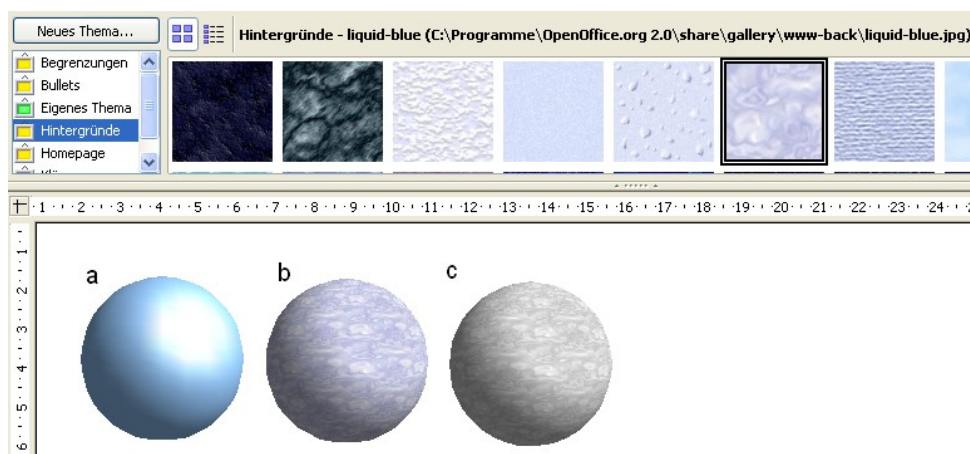 Neues Thema...
Hintergründe - liquid-blue (C:\Programme\OpenOffice.org 2.0\share\gallery\www-back\liquid-blue.jpg)
Begrenzungen
Bullets
Eigenes Thema
Hintergründe
Homepage
1 2 3 4 5 6 7 8 9 10 11 12 13 14 15 16 17 18 19 20 21 22 23 24
1
2
3
4
5
6
a b c